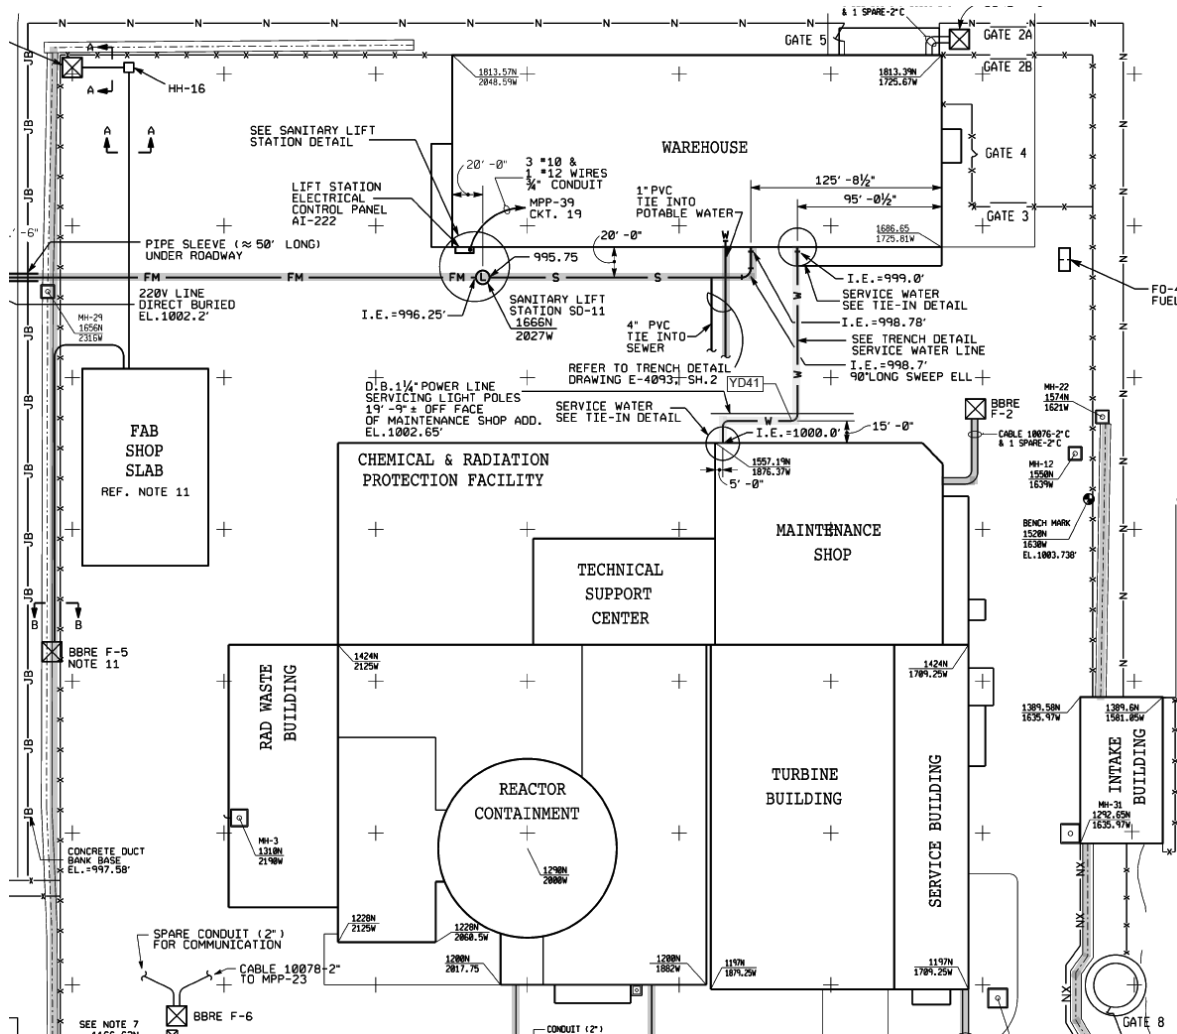 & 1 SPARE-2"C
GATE 5
GATE 2A
GATE 2B
N N N N N N N N N N
A
A
HH-16
A A
JB JB JB JB JB JB JB JB
1813.57N
2048.59W
1813.39N
1725.67W
SEE SANITARY LIFT
STATION DETAIL
WAREHOUSE
GATE 4
20'-0"
3 #10 &
1 #12 WIRES
¾" CONDUIT
LIFT STATION
ELECTRICAL
CONTROL PANEL
AI-222
MPP-39
CKT. 19
1" PVC
TIE INTO
POTABLE WATER
125'-8½"
95'-0½"
GATE 3
'-6"
PIPE SLEEVE (≈ 50' LONG)
UNDER ROADWAY
20'-0"
W
1686.65
1725.81W
995.75
FM FM FM L S S
I.E.=999.0'
220V LINE
DIRECT BURIED
EL.1002.2'
SANITARY LIFT
STATION SD-11
1666N
2027W
I.E.=996.25'
SERVICE WATER
SEE TIE-IN DETAIL
FO-4
FUEL
MH-29
1656N
2316W
W
I.E.=998.78'
4" PVC
TIE INTO
SEWER
SEE TRENCH DETAIL
SERVICE WATER LINE
I.E.=998.7'
90°LONG SWEEP ELL
REFER TO TRENCH DETAIL
DRAWING E-4093, SH.2
YD41
W
D.B.1¼" POWER LINE
SERVICING LIGHT POLES
19'-9" ± OFF FACE
OF MAINTENANCE SHOP ADD.
EL.1002.65'
SERVICE WATER
SEE TIE-IN DETAIL
W
I.E.=1000.0'
15'-0"
BBRE
F-2
MH-22
1574N
1621W
CABLE 10076-2"C
& 1 SPARE-2"C
FAB
SHOP
SLAB
REF. NOTE 11
CHEMICAL & RADIATION
PROTECTION FACILITY
1557.19N
1876.37W
5'-0"
MH-12
1550N
1639W
BENCH MARK
1520N
1630W
EL.1003.738'
MAINTENANCE
SHOP
TECHNICAL
SUPPORT
CENTER
B B
BBRE F-5
NOTE 11
1424N
2125W
1424N
1709.25W
RAD WASTE
BUILDING
1389.58N
1635.97W
1389.6N
1581.05W
INTAKE
BUILDING
REACTOR
CONTAINMENT
TURBINE
BUILDING
SERVICE BUILDING
MH-31
1292.65N
1635.97W
MH-3
1310N
2190W
CONCRETE DUCT
BANK BASE
EL.=997.58'
1290N
2000W
NX NX NX
1228N
2125W
1228N
2060.5W
SPARE CONDUIT (2")
FOR COMMUNICATION
CABLE 10078-2"
TO MPP-23
1200N
2017.75
1200N
1882W
1197N
1879.25W
1197N
1709.25W
BBRE F-6
SEE NOTE 7
CONDUIT (2")
GATE 8